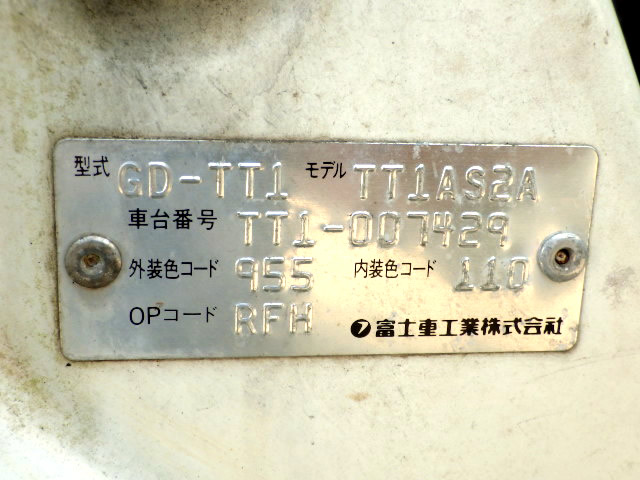 型式 GD-TT1 モデル TT1AS2A
車台番号 TT1-007429
外装色コード 955 内装色コード 110
OPコード RFH 富士重工業株式会社